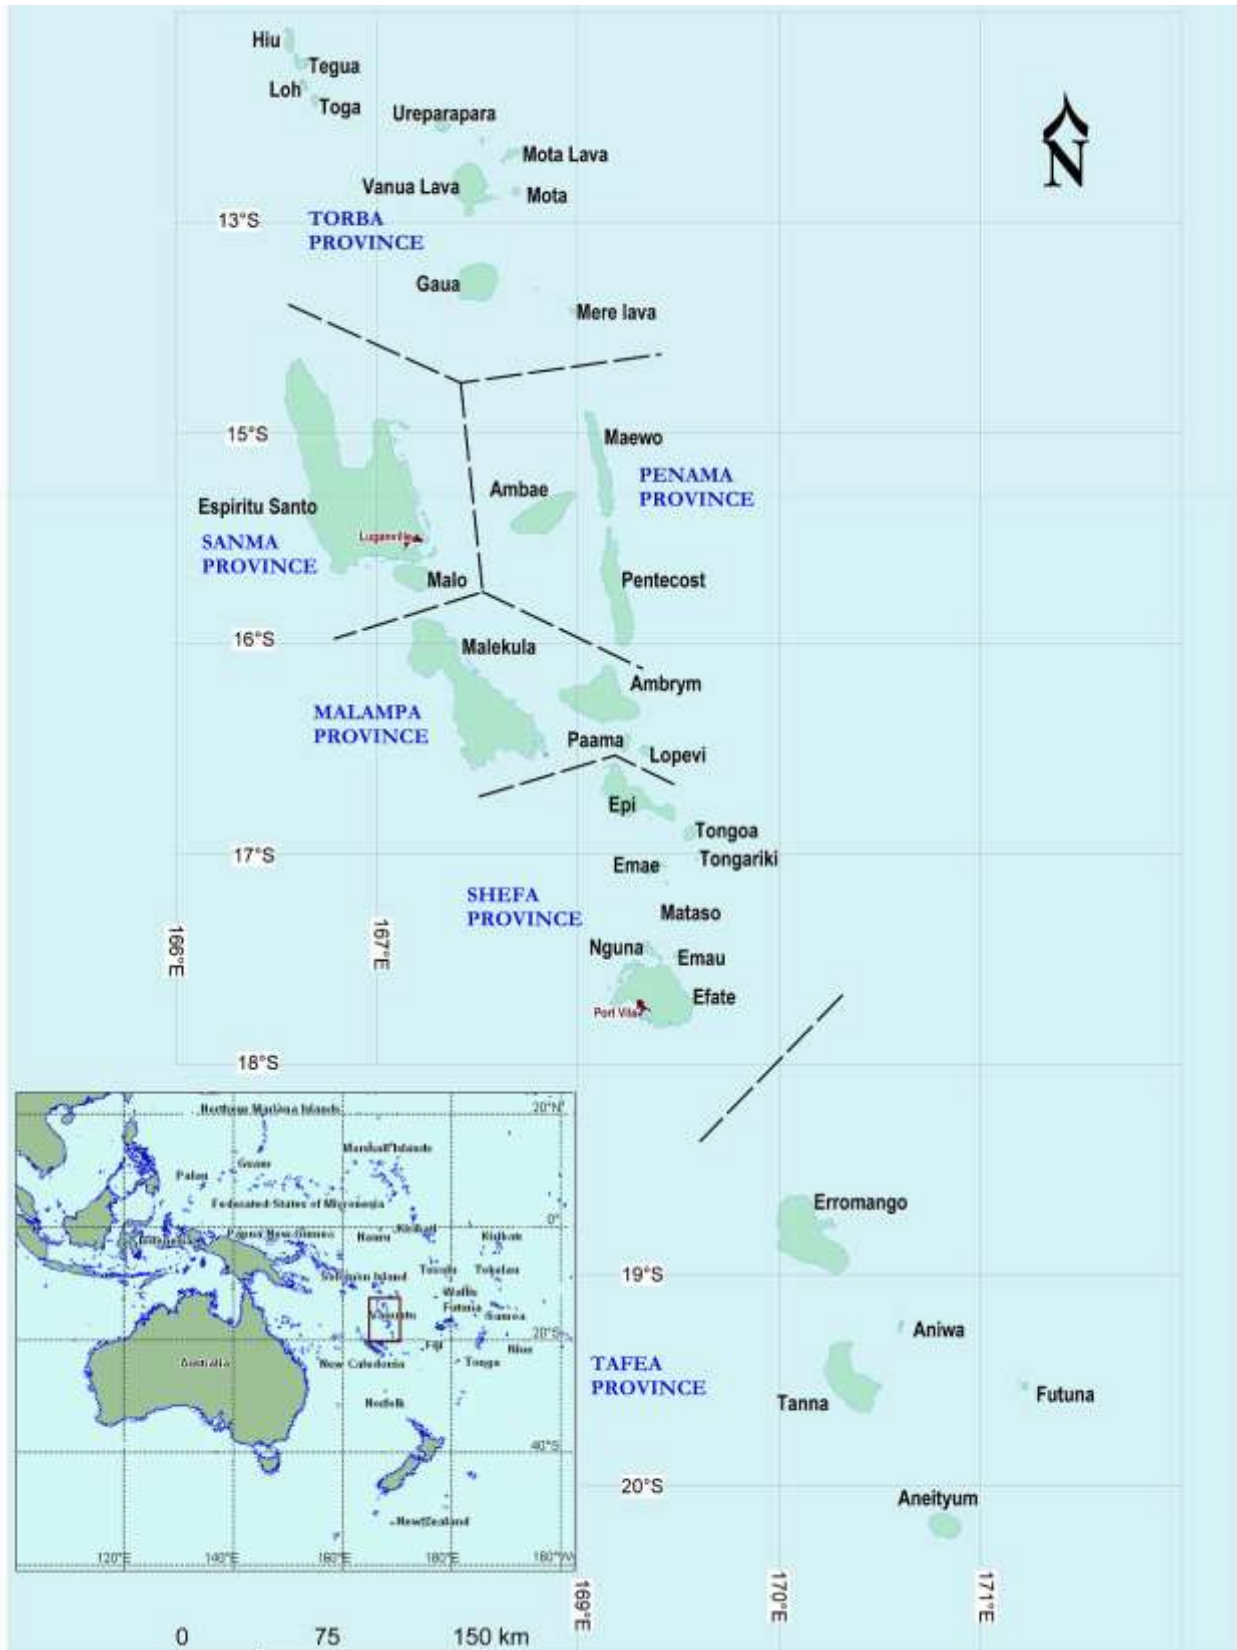 Hiu
Tegua
Loh
Toga
Ureparapara
N
Mota Lava
Vanua Lava
Mota
13°S
TORBA
PROVINCE
Gaua
Mere lava
15°S
Maewo
PENAMA
PROVINCE
Ambae
Espiritu Santo
Luganville
SANMA
PROVINCE
Malo
Pentecost
16°S
Malekula
Ambrym
MALAMPA
PROVINCE
Paama
Lopevi
Epi
Tongoa
17°S
Emae
Tongariki
SHEFA
PROVINCE
Mataso
166°E
167°E
Nguna
Emau
Efate
Port Vila
18°S
Northern Mariana Islands
20°N
Marshall Islands
Guam
Palau
Federated States of Micronesia
Kiribati
0°
Indonesia
Papua New Guinea
Nauru
Kiribati
Solomon Island
Tuvalu
Tokelau
Wallis
Futuna
Samoa
Vanuatu
20°S
Fiji
Niue
Australia
New Caledonia
Tonga
Norfolk
40°S
New Zealand
120°E
140°E
160°E
180°E
160°W
Erromango
19°S
Aniwa
TAFEA
PROVINCE
Tanna
Futuna
20°S
Aneityum
169°E
170°E
171°E
0 75 150 km